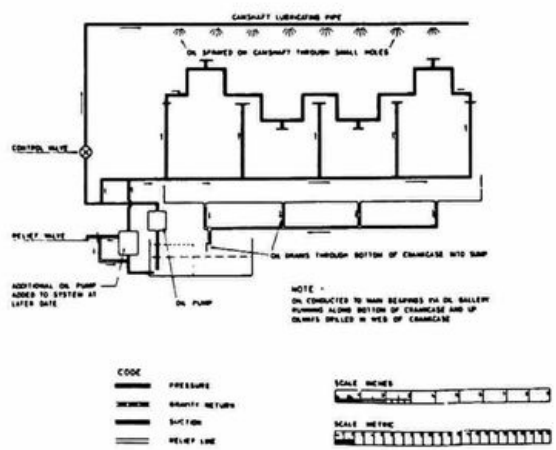 CAMSHAFT LUBRICATING PIPE
OIL SPRAYED ON CAMSHAFT THROUGH SMALL HOLES
CONTROL VALVE
RELIEF VALVE
ADDITIONAL OIL PUMP
ADDED TO SYSTEM AT
LATER DATE
OIL PUMP
OIL DRAINS THROUGH BOTTOM OF CRANKCASE INTO SUMP
NOTE -
OIL CONDUCTED TO MAIN BEARINGS VIA OIL GALLERY
RUNNING ALONG BOTTOM OF CRANKCASE AND UP
OILWAYS DRILLED IN WEB OF CRANKCASE
CODE
PRESSURE
GRAVITY RETURN
SUCTION
RELIEF LINE
SCALE INCHES
SCALE METRIC